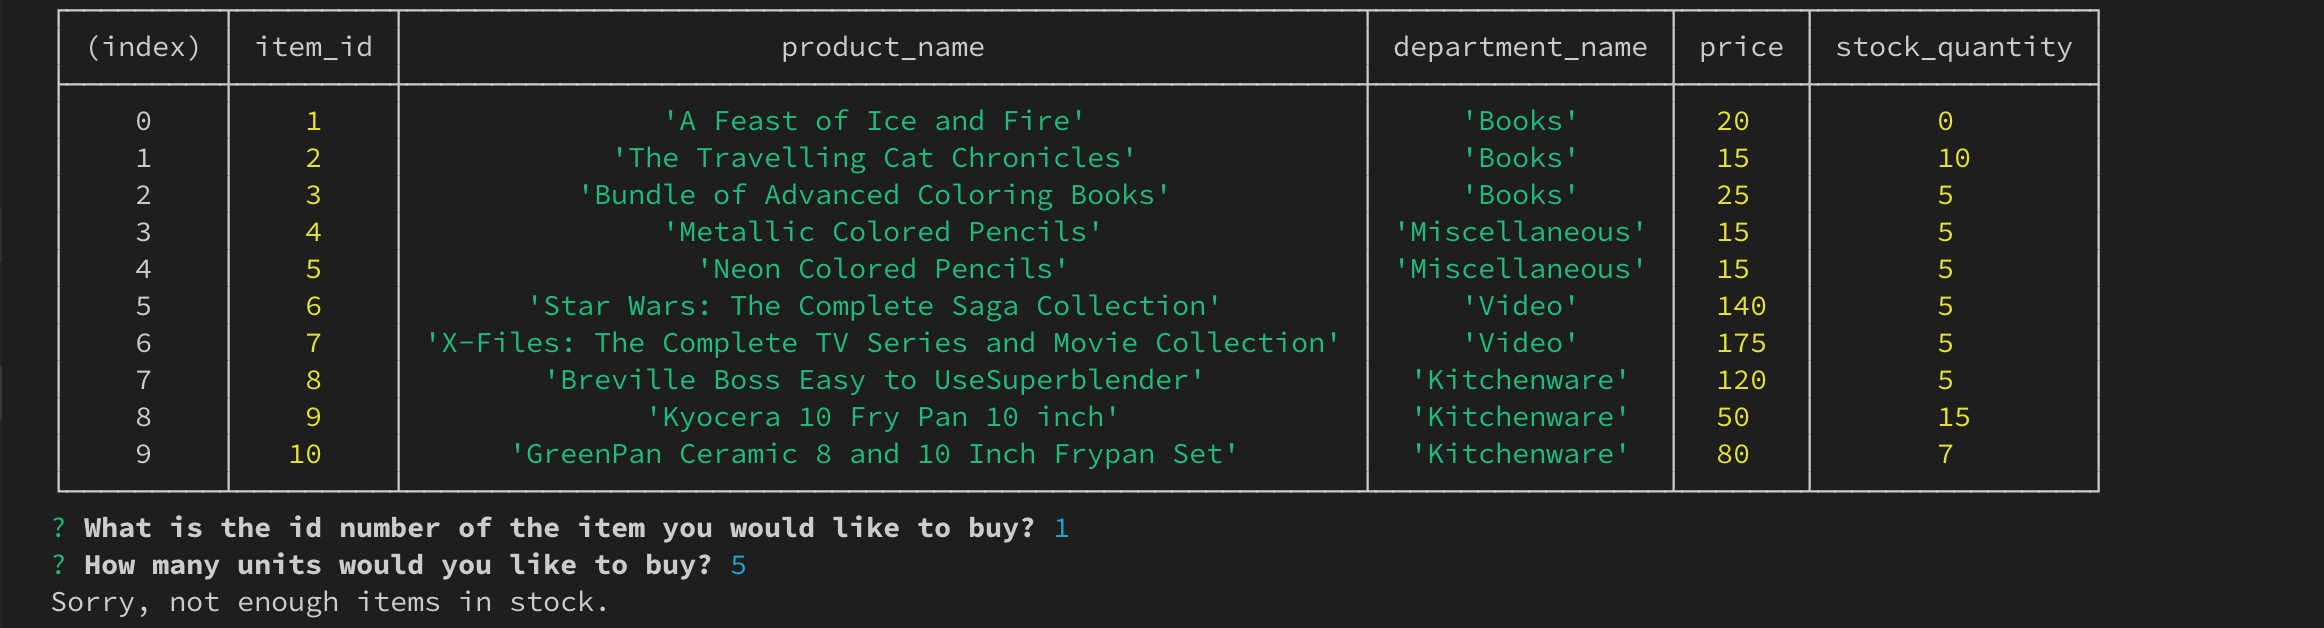 (index) item_id product_name department_name price stock_quantity
0 1 'A Feast of Ice and Fire' 'Books' 20 0
1 2 'The Travelling Cat Chronicles' 'Books' 15 10
2 3 'Bundle of Advanced Coloring Books' 'Books' 25 5
3 4 'Metallic Colored Pencils' 'Miscellaneous' 15 5
4 5 'Neon Colored Pencils' 'Miscellaneous' 15 5
5 6 'Star Wars: The Complete Saga Collection' 'Video' 140 5
6 7 'X-Files: The Complete TV Series and Movie Collection' 'Video' 175 5
7 8 'Breville Boss Easy to UseSuperblender' 'Kitchenware' 120 5
8 9 'Kyocera 10 Fry Pan 10 inch' 'Kitchenware' 50 15
9 10 'GreenPan Ceramic 8 and 10 Inch Frypan Set' 'Kitchenware' 80 7
? What is the id number of the item you would like to buy? 1
? How many units would you like to buy? 5
Sorry, not enough items in stock.